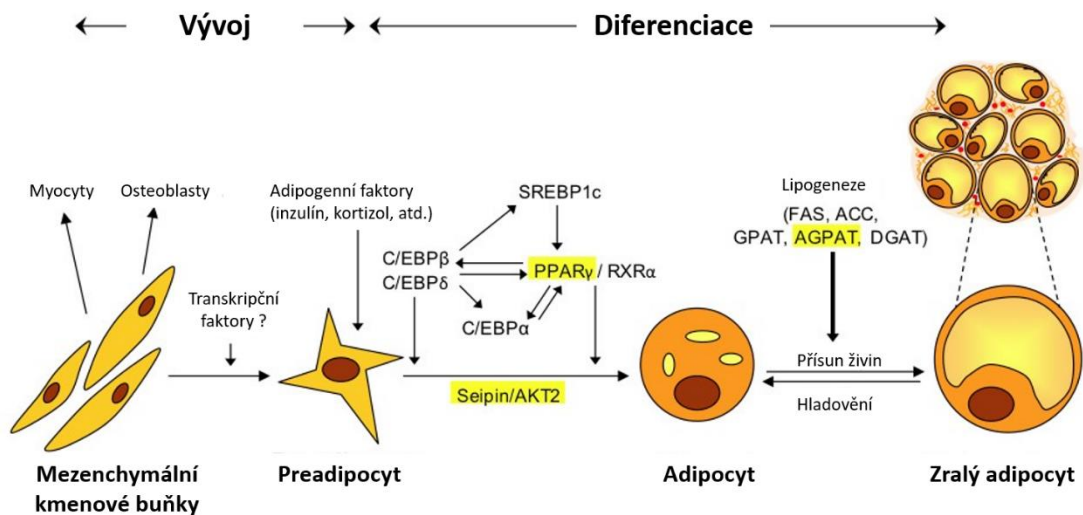 Vývoj
Diferenciace
Myocyty
Osteoblasty
Transkripční
faktory ?
Adipogenní faktory
(inzulín, kortizol, atd.)
SREBP1c
C/EBPβ
C/EBPδ
PPARγ / RXRα
C/EBPα
Seipin/AKT2
Lipogeneze
(FAS, ACC,
GPAT, AGPAT, DGAT)
Přísun živin
Hladovění
Mezenchymální
kmenové buňky
Preadipocyt
Adipocyt
Zralý adipocyt